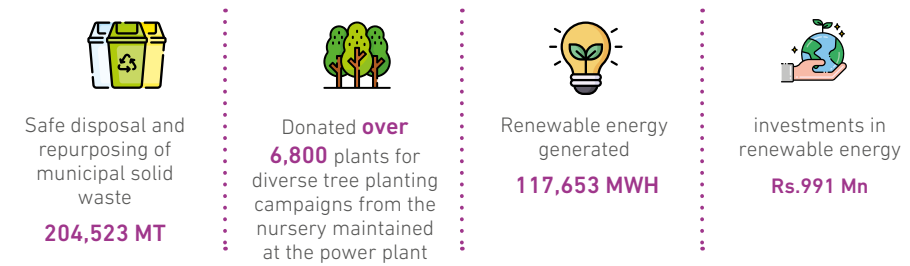 Safe disposal and
repurposing of
municipal solid
waste
204,523 MT
Donated over
6,800 plants for
diverse tree planting
campaigns from the
nursery maintained
at the power plant
Renewable energy
generated
117,653 MWH
investments in
renewable energy
Rs.991 Mn